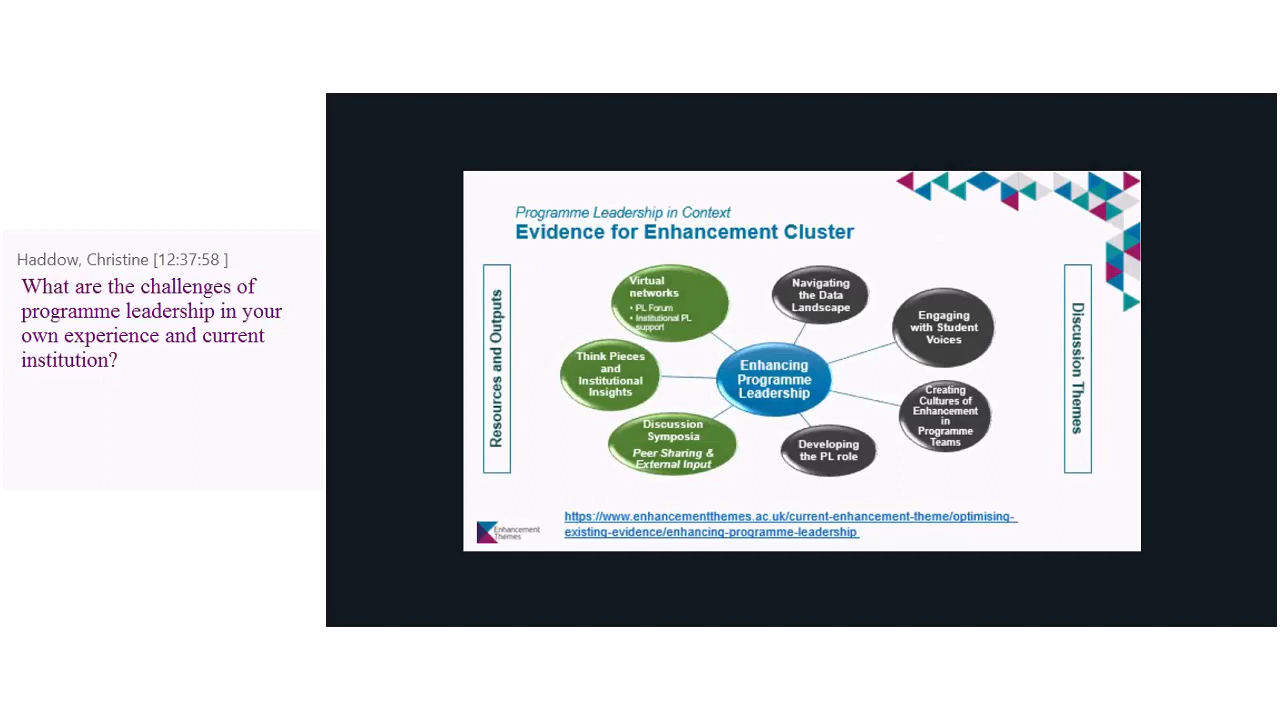 Haddow, Christine [12:37:58 ]
What are the challenges of
programme leadership in your
own experience and current
institution?
Programme Leadership in Context
Evidence for Enhancement Cluster
Resources and Outputs
Virtual
networks
• PL Forum
• Institutional PL
support
Think Pieces
and
Institutional
Insights
Discussion
Symposia
Peer Sharing &
External Input
Enhancing
Programme
Leadership
Navigating
the Data
Landscape
Engaging
with Student
Voices
Creating
Cultures of
Enhancement
in
Programme
Teams
Developing
the PL role
Discussion Themes
https://www.enhancementthemes.ac.uk/current-enhancement-theme/optimising-
existing-evidence/enhancing-programme-leadership
Enhancement
Themes